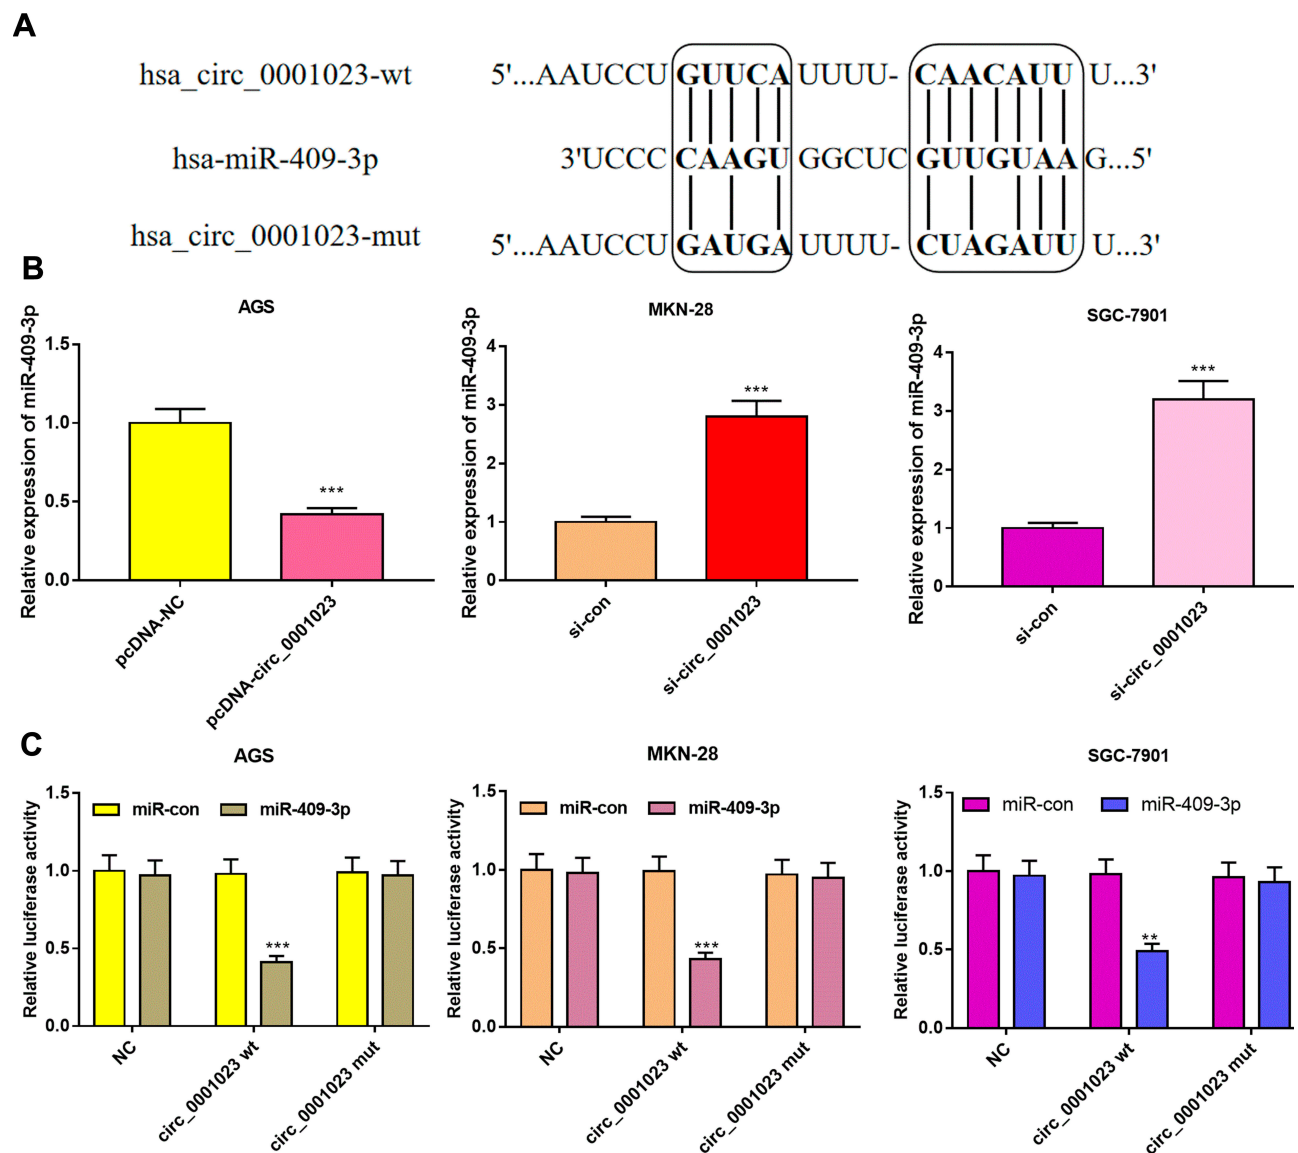 A
hsa_circ_0001023-wt 5'...AAUCCU GUUCA UUUU- CAACAUU U...3'
hsa-miR-409-3p 3'UCCC CAAGU GGCUC GUUGUAA G...5'
hsa_circ_0001023-mut 5'...AAUCCU GAUGA UUUU- CUAGAUU U...3'
B
AGS
Relative expression of miR-409-3p
1.5
1.0
0.5
0.0
***
pcDNA-NC
pcDNA-circ_0001023
MKN-28
Relative expression of miR-409-3p
4
3
2
1
0
***
si-con
si-circ_0001023
SGC-7901
Relative expression of miR-409-3p
4
3
2
1
0
***
si-con
si-circ_0001023
C
AGS
Relative luciferase activity
1.5
1.0
0.5
0.0
miR-con miR-409-3p
***
NC
circ_0001023 wt
circ_0001023 mut
MKN-28
Relative luciferase activity
1.5
1.0
0.5
0.0
miR-con miR-409-3p
***
NC
circ_0001023 wt
circ_0001023 mut
SGC-7901
Relative luciferase activity
1.5
1.0
0.5
0.0
miR-con miR-409-3p
**
NC
circ_0001023 wt
circ_0001023 mut